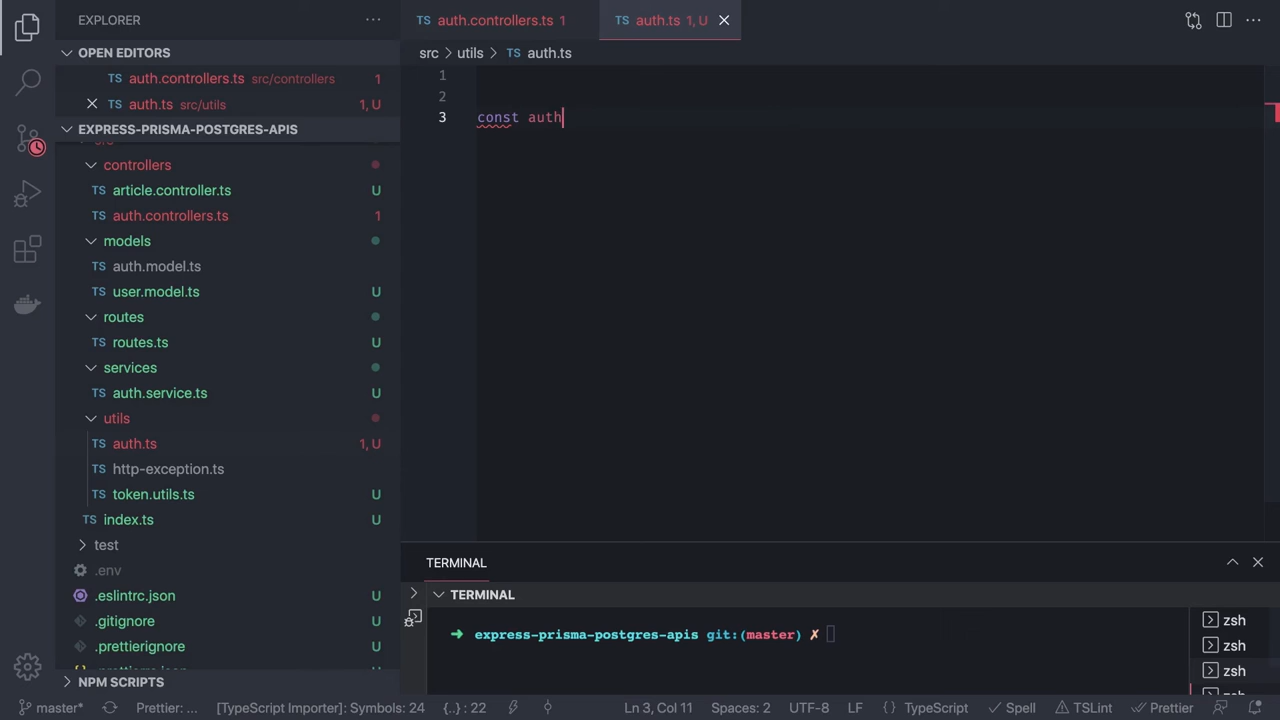 EXPLORER
OPEN EDITORS
TS auth.controllers.ts src/controllers 1
TS auth.ts src/utils 1, U
EXPRESS-PRISMA-POSTGRES-APIS
src
controllers
TS article.controller.ts U
TS auth.controllers.ts 1
models
TS auth.model.ts
TS user.model.ts U
routes
TS routes.ts U
services
TS auth.service.ts U
utils
TS auth.ts 1, U
TS http-exception.ts
TS token.utils.ts U
TS index.ts U
test
.env
.eslintrc.json U
.gitignore U
.prettierignore U
NPM SCRIPTS
TS auth.controllers.ts 1
TS auth.ts 1, U
src > utils > TS auth.ts
1
2
3 const auth
TERMINAL
TERMINAL
➜ express-prisma-postgres-apis git:(master) ✗
zsh
zsh
zsh
master* Prettier: ... [TypeScript Importer]: Symbols: 24 {..} : 22 Ln 3, Col 11 Spaces: 2 UTF-8 LF {} TypeScript Spell TSLint Prettier